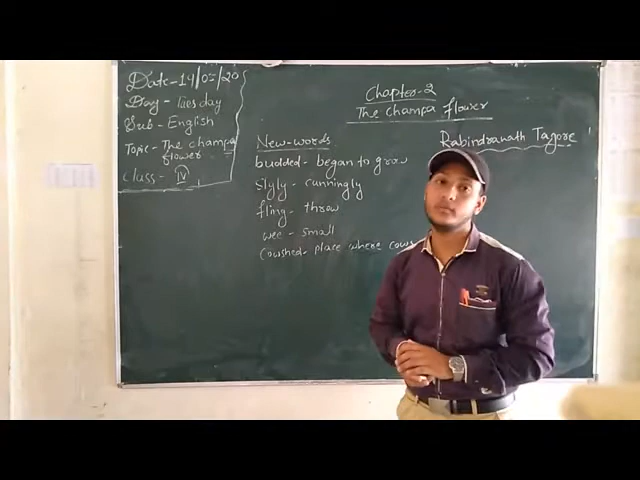 Date-14/07/20
Day- Tuesday
Sub- English
Topic- The champa
flower
class- IV
Chapter-2
The champa flower
Rabindranath Tagore
New-words
budded- began to grow
slyly- cunningly
fling- throw
wee- small
Cowshed- place where cows